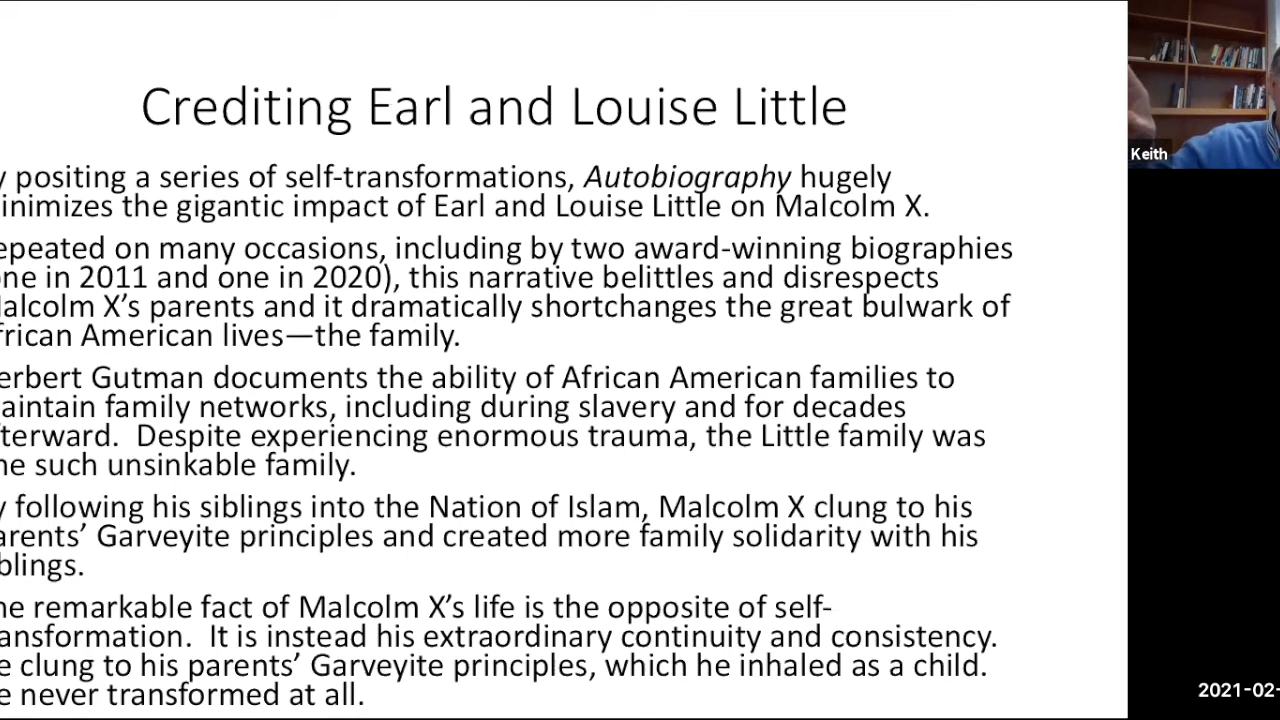 Crediting Earl and Louise Little
y positing a series of self-transformations, Autobiography hugely
inimizes the gigantic impact of Earl and Louise Little on Malcolm X.
epeated on many occasions, including by two award-winning biographies
ne in 2011 and one in 2020), this narrative belittles and disrespects
alcolm X’s parents and it dramatically shortchanges the great bulwark of
frican American lives—the family.
erbert Gutman documents the ability of African American families to
aintain family networks, including during slavery and for decades
terward.  Despite experiencing enormous trauma, the Little family was
ne such unsinkable family.
y following his siblings into the Nation of Islam, Malcolm X clung to his
arents’ Garveyite principles and created more family solidarity with his
blings.
he remarkable fact of Malcolm X’s life is the opposite of self-
ansformation.  It is instead his extraordinary continuity and consistency.
e clung to his parents’ Garveyite principles, which he inhaled as a child.
e never transformed at all.
Keith
2021-02-